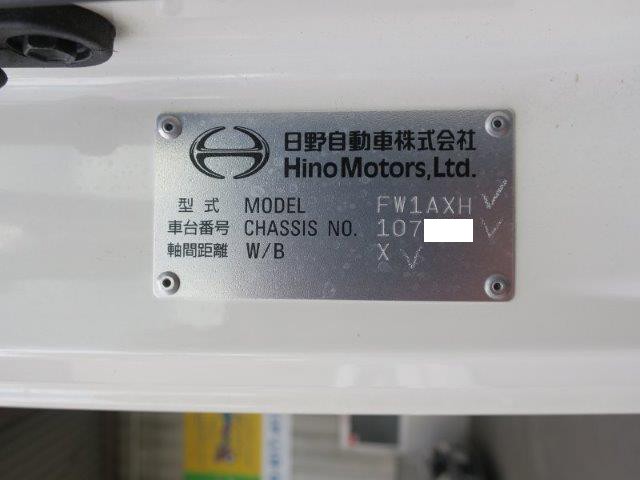 日野自動車株式会社
Hino Motors, Ltd.
型式 MODEL FW1AXH
車台番号 CHASSIS NO. 107
軸間距離 W/B X